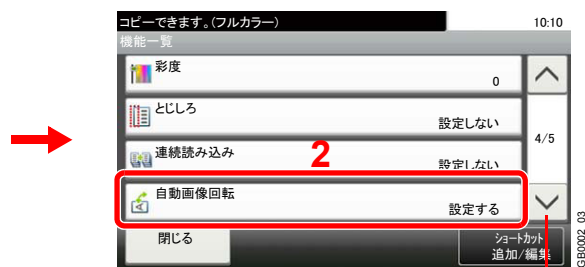 コピーできます。(フルカラー)
10:10
機能一覧
彩度
0
とじしろ
設定しない
4/5
連続読み込み
2
設定しない
自動画像回転
設定する
閉じる
ショートカット
追加/編集
GB0002_03